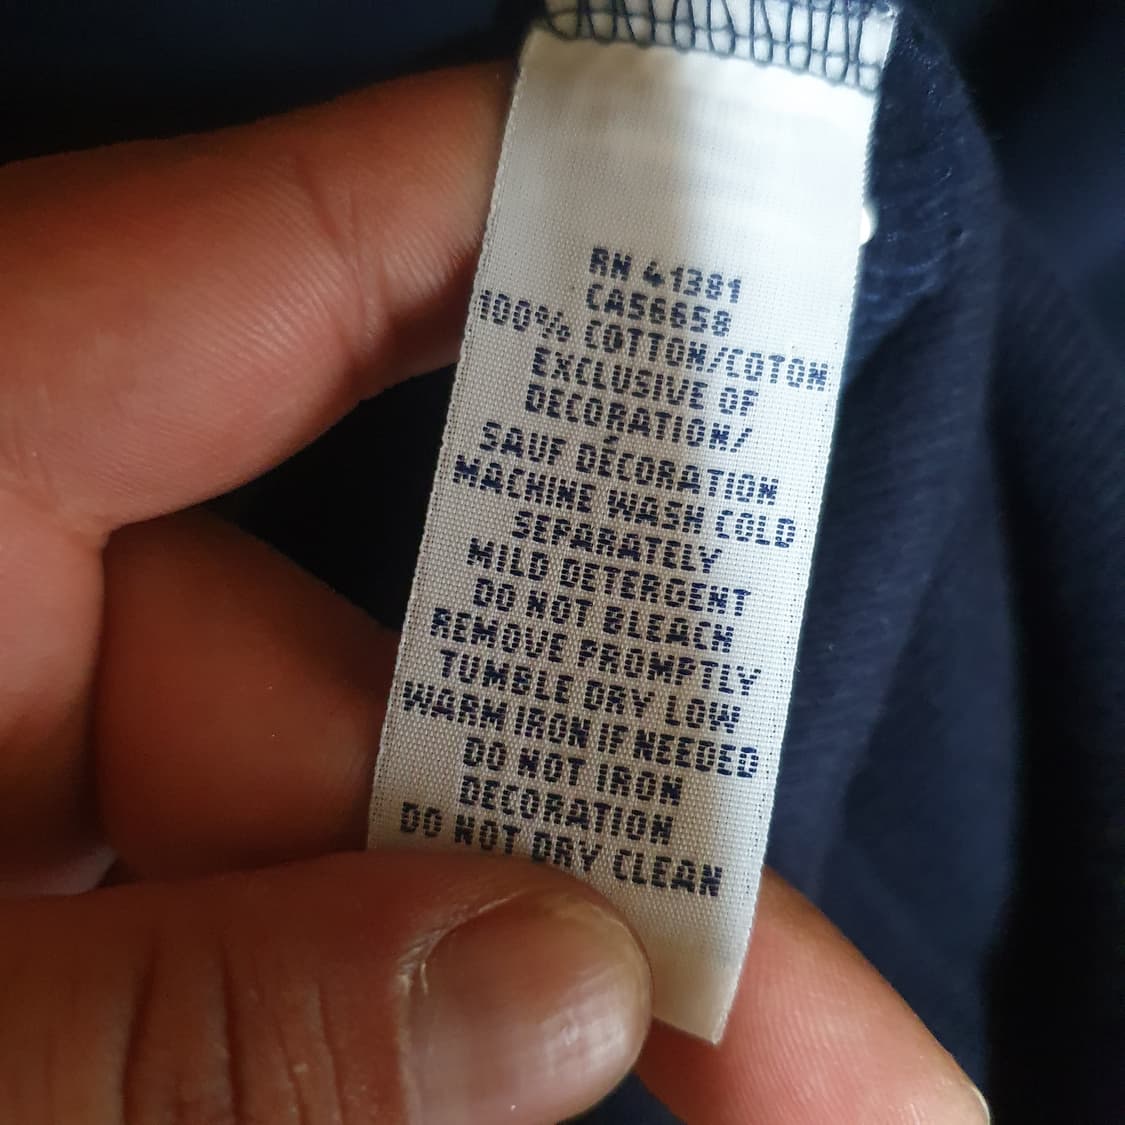 RN 41381
CA56658
100% COTTON/COTON
EXCLUSIVE OF
DECORATION/
SAUF DÉCORATION
MACHINE WASH COLD
SEPARATELY
MILD DETERGENT
DO NOT BLEACH
REMOVE PROMPTLY
TUMBLE DRY LOW
WARM IRON IF NEEDED
DO NOT IRON
DECORATION
DO NOT DRY CLEAN